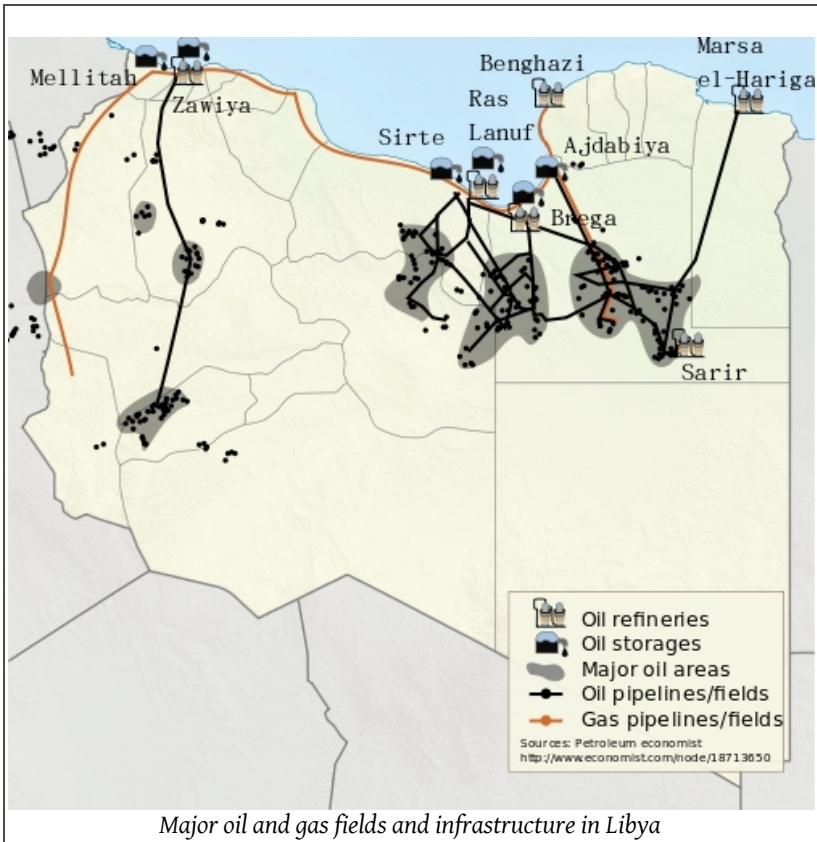 Marsa
Benghazi
el-Hariga
Mellitah
Ras
Zawiya
Lanuf
Sirte
Ajdabiya
Brega
Sarir
Oil refineries
Oil storages
Major oil areas
Oil pipelines/fields
Gas pipelines/fields
Sources: Petroleum economist
http://www.economist.com/node/18713650
Major oil and gas fields and infrastructure in Libya